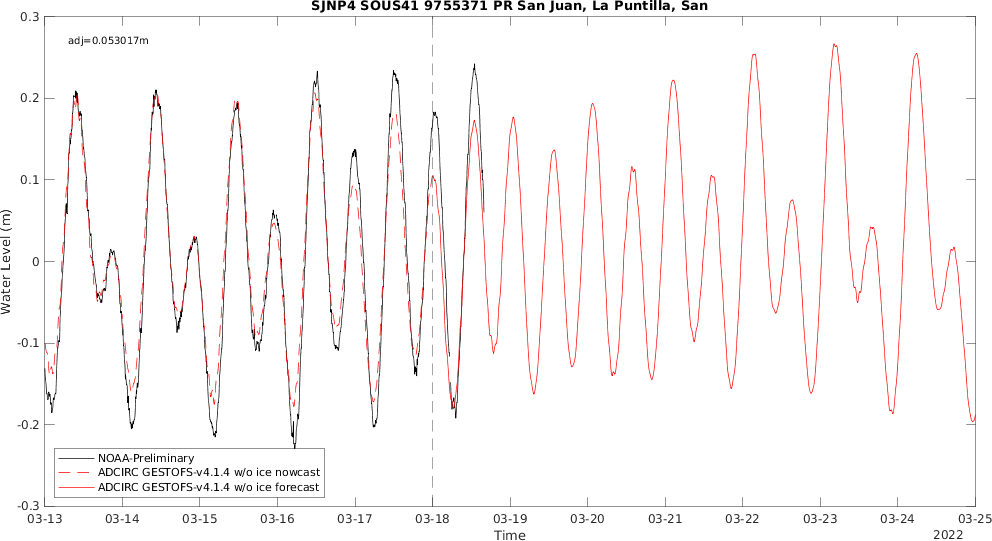 SJNP4 SOUS41 9755371 PR San Juan, La Puntilla, San
adj=0.053017m
0.3
0.2
0.1
0
-0.1
-0.2
-0.3
Water Level (m)
NOAA-Preliminary
ADCIRC GESTOFS-v4.1.4 w/o ice nowcast
ADCIRC GESTOFS-v4.1.4 w/o ice forecast
03-13 03-14 03-15 03-16 03-17 03-18 03-19 03-20 03-21 03-22 03-23 03-24 03-25
Time
2022